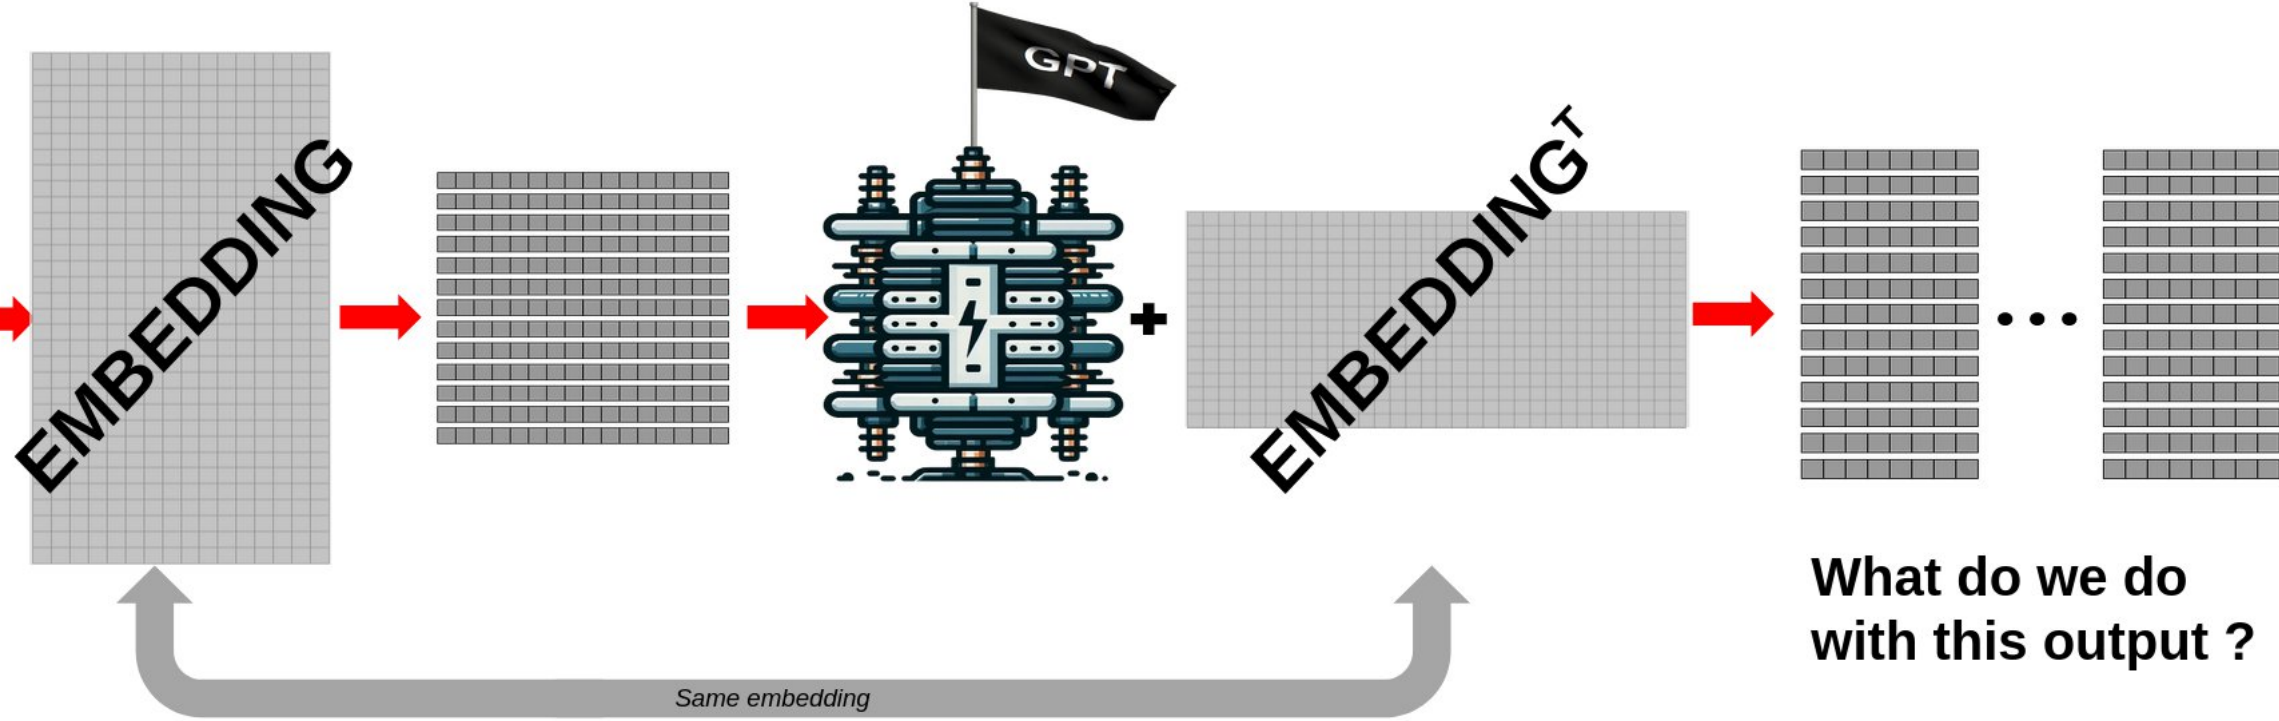 GPT
EMBEDDING
EMBEDDINGT
What do we do
with this output ?
Same embedding